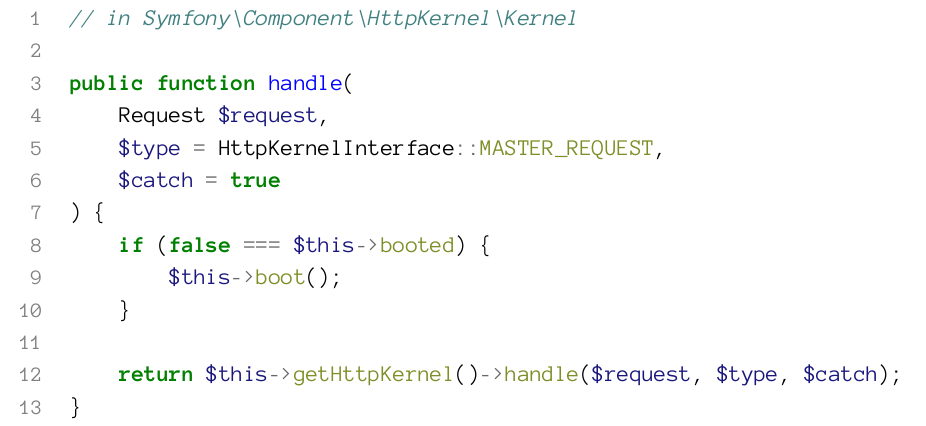 1 // in Symfony\Component\HttpKernel\Kernel
2
3 public function handle(
4     Request $request,
5     $type = HttpKernelInterface::MASTER_REQUEST,
6     $catch = true
7 ) {
8     if (false === $this->booted) {
9         $this->boot();
10     }
11
12     return $this->getHttpKernel()->handle($request, $type, $catch);
13 }